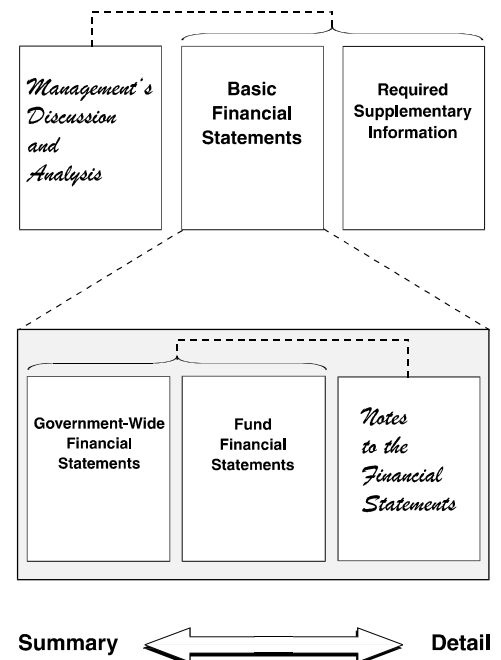 Management's
Discussion
and
Analysis
Basic
Financial
Statements
Required
Supplementary
Information
Government-Wide
Financial
Statements
Fund
Financial
Statements
Notes
to the
Financial
Statements
Summary
Detail